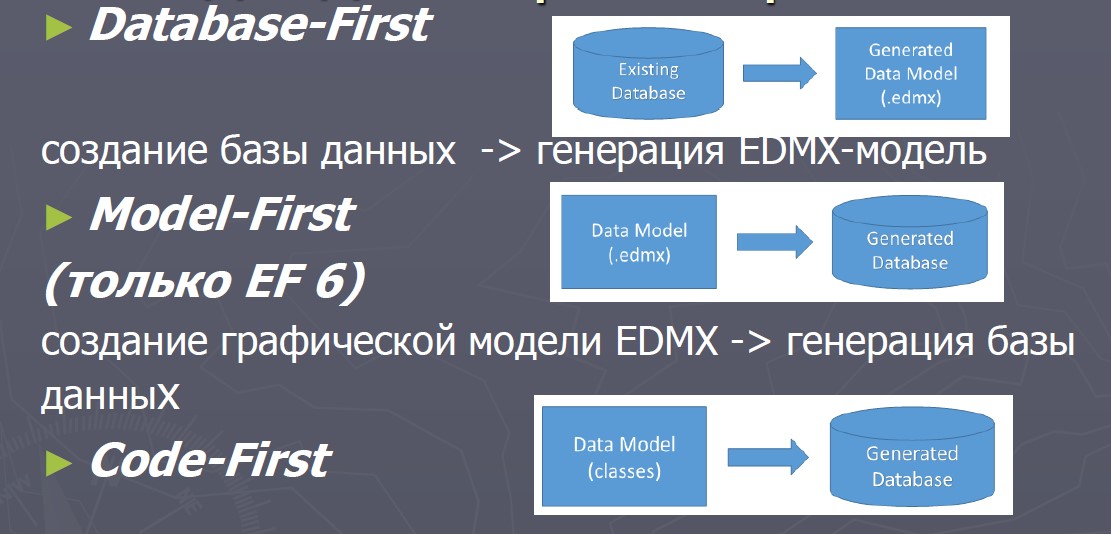 Database-First
Existing
Database
Generated
Data Model
(.edmx)
создание базы данных -> генерация EDMX-модель
Model-First
(только EF 6)
Data Model
(.edmx)
Generated
Database
создание графической модели EDMX -> генерация базы
данных
Code-First
Data Model
(classes)
Generated
Database